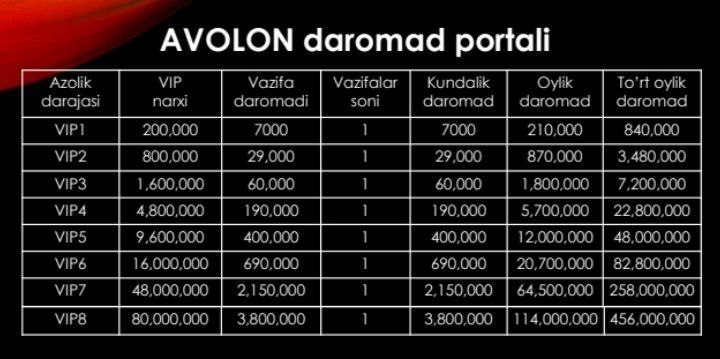 AVOLON daromad portali
Azolik darajasi VIP narxi Vazifa daromadi Vazifalar soni Kundalik daromad Oylik daromad To'rt oylik daromad
VIP1 200,000 7000 1 7000 210,000 840,000
VIP2 800,000 29,000 1 29,000 870,000 3,480,000
VIP3 1,600,000 60,000 1 60,000 1,800,000 7,200,000
VIP4 4,800,000 190,000 1 190,000 5,700,000 22,800,000
VIP5 9,600,000 400,000 1 400,000 12,000,000 48,000,000
VIP6 16,000,000 690,000 1 690,000 20,700,000 82,800,000
VIP7 48,000,000 2,150,000 1 2,150,000 64,500,000 258,000,000
VIP8 80,000,000 3,800,000 1 3,800,000 114,000,000 456,000,000